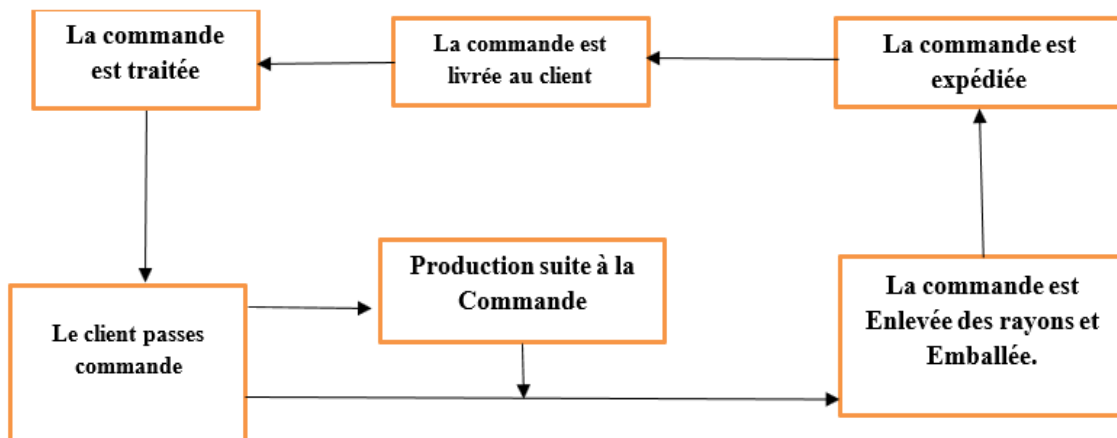 La commande
est traitée
La commande est
livrée au client
La commande est
expédiée
Production suite à la
Commande
La commande est
Enlevée des rayons et
Emballée.
Le client passes
commande